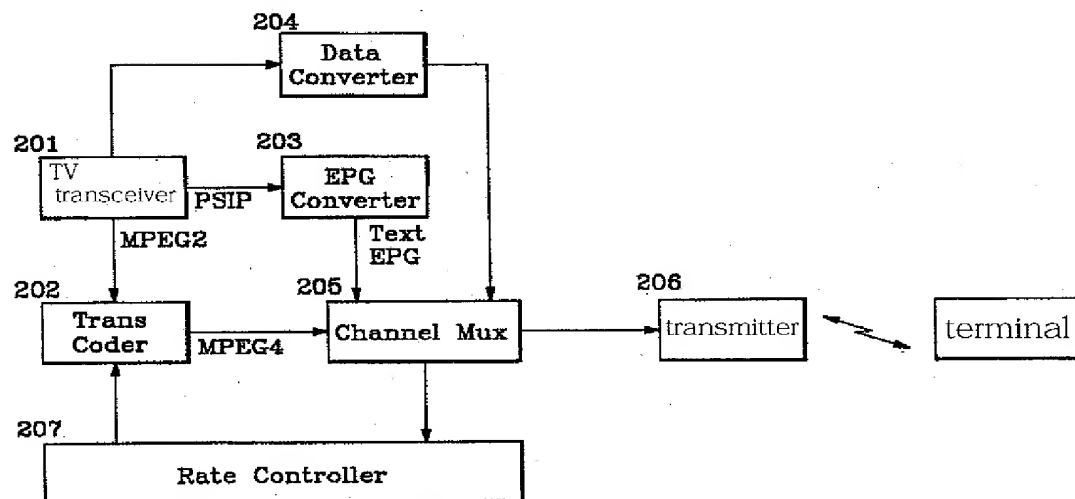 204
Data
Converter
201
TV
transceiver
203
EPG
Converter
PSIP
MPEG2
Text
EPG
202
Trans
Coder
MPEG4
205
Channel Mux
206
transmitter
terminal
207
Rate Controller